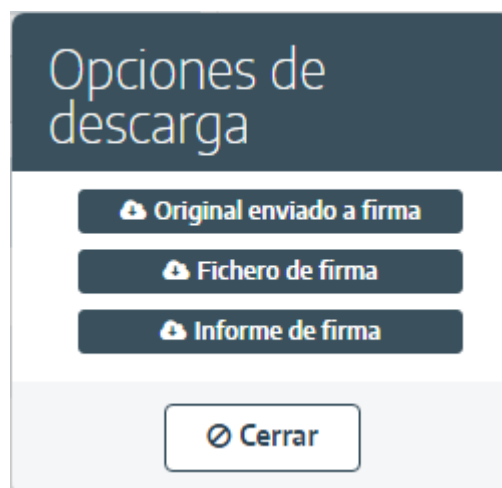 Opciones de
descarga
Original enviado a firma
Fichero de firma
Informe de firma
Cerrar